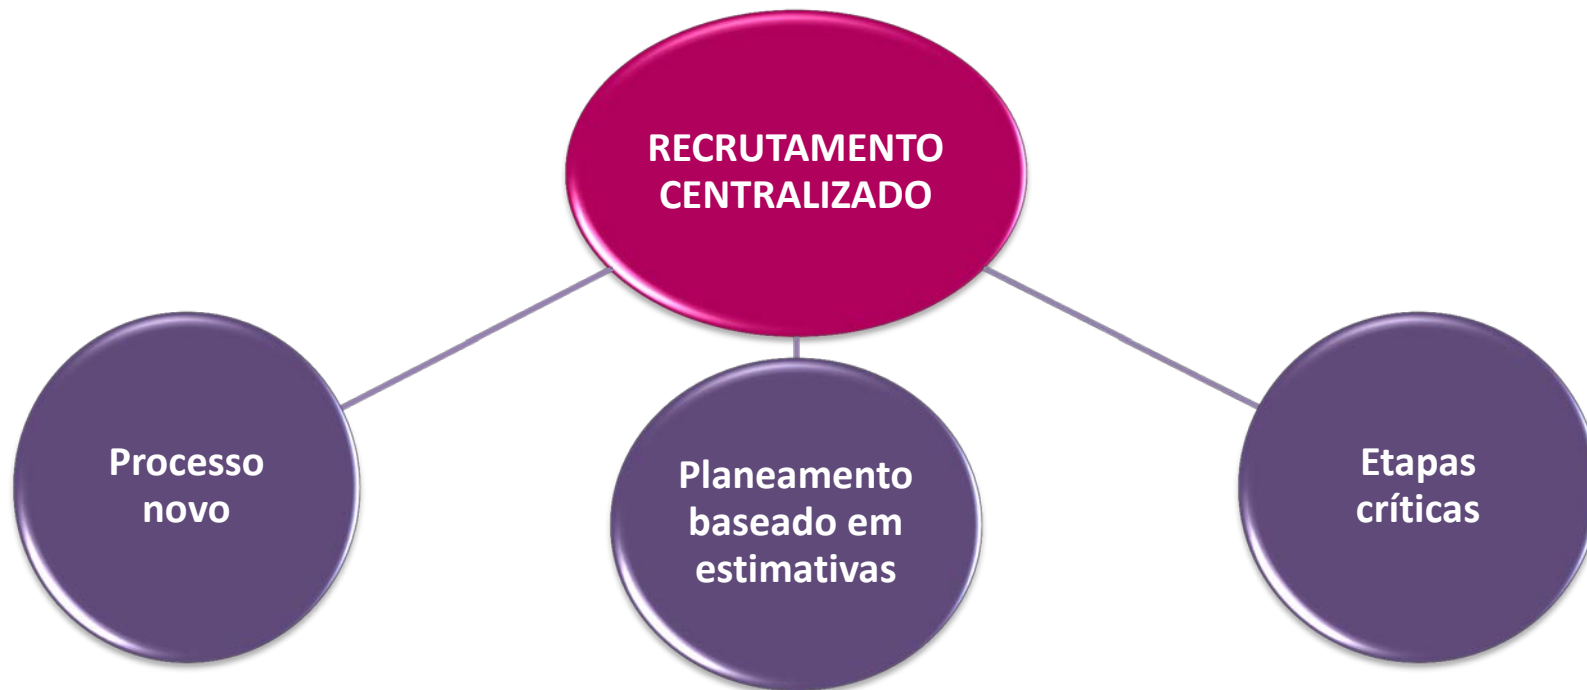 RECRUTAMENTO
CENTRALIZADO
Processo
novo
Planeamento
baseado em
estimativas
Etapas
críticas